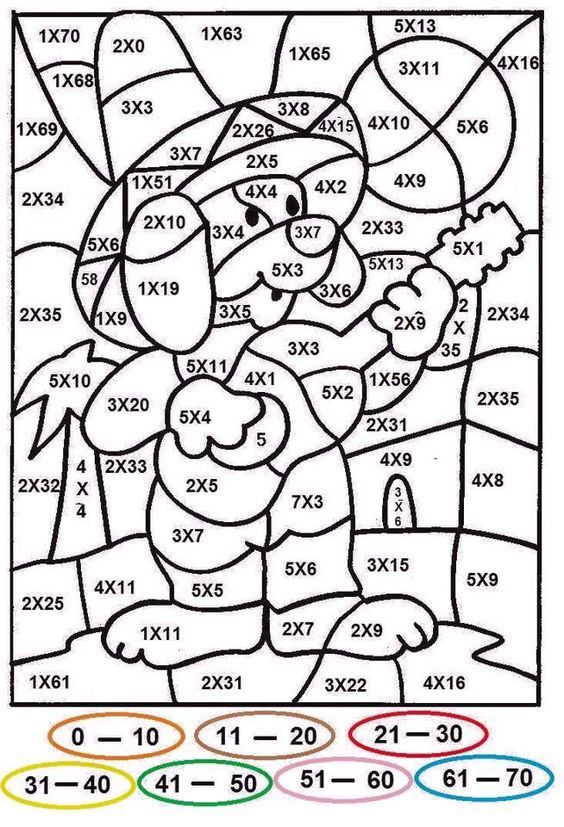 1X70
2X0
1X63
5X13
1X65
3X11
4X16
1X68
3X3
3X8
1X69
2X26
4X15
4X10
5X6
3X7
2X5
1X51
4X4
4X2
4X9
2X34
2X10
3X4
3X7
2X33
5X1
5X6
5X3
5X13
58
1X19
3X6
2X35
1X9
3X5
2X9
2
X
35
2X34
3X3
5X11
5X10
4X1
5X2
1X56
2X35
3X20
5X4
5
2X31
2X32
4
X
4
2X33
4X9
4X8
2X5
7X3
3
X
6
3X7
5X6
3X15
5X9
4X11
5X5
2X25
1X11
2X7
2X9
1X61
2X31
3X22
4X16
0 — 10
11 — 20
21 — 30
31 — 40
41 — 50
51 — 60
61 — 70